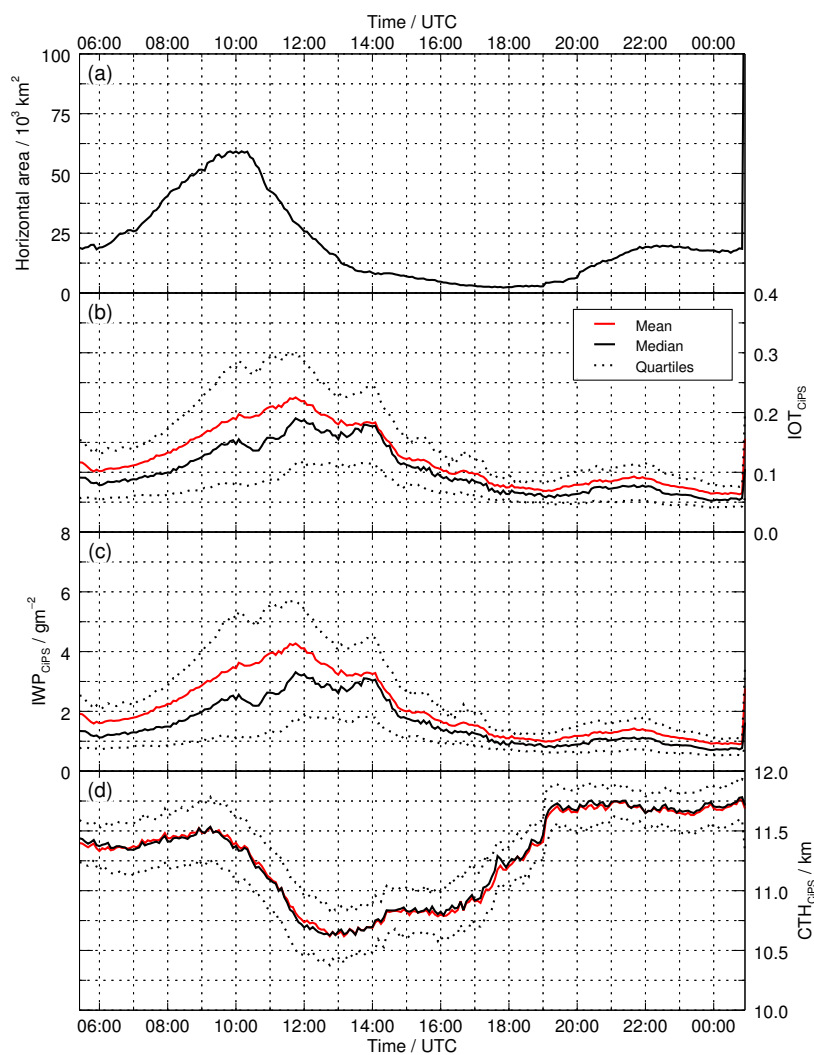 Time / UTC
06:00 08:00 10:00 12:00 14:00 16:00 18:00 20:00 22:00 00:00
(a)
Horizontal area / 10³ km²
100
75
50
25
0
(b)
Mean
Median
Quartiles
IOT_CiPS
0.4
0.3
0.2
0.1
0.0
(c)
IWP_CiPS / gm⁻²
8
6
4
2
0
(d)
CTH_CiPS / km
12.0
11.5
11.0
10.5
10.0
06:00 08:00 10:00 12:00 14:00 16:00 18:00 20:00 22:00 00:00
Time / UTC